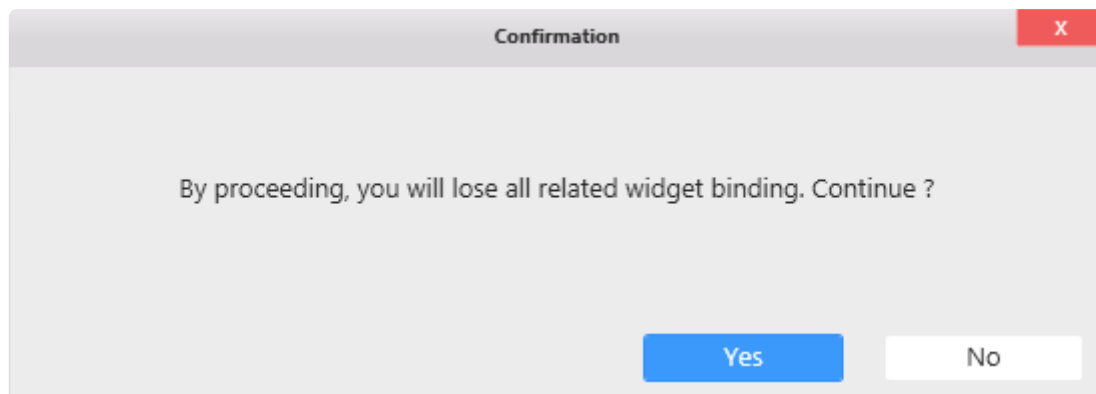 Confirmation
X
By proceeding, you will lose all related widget binding. Continue ?
Yes
No